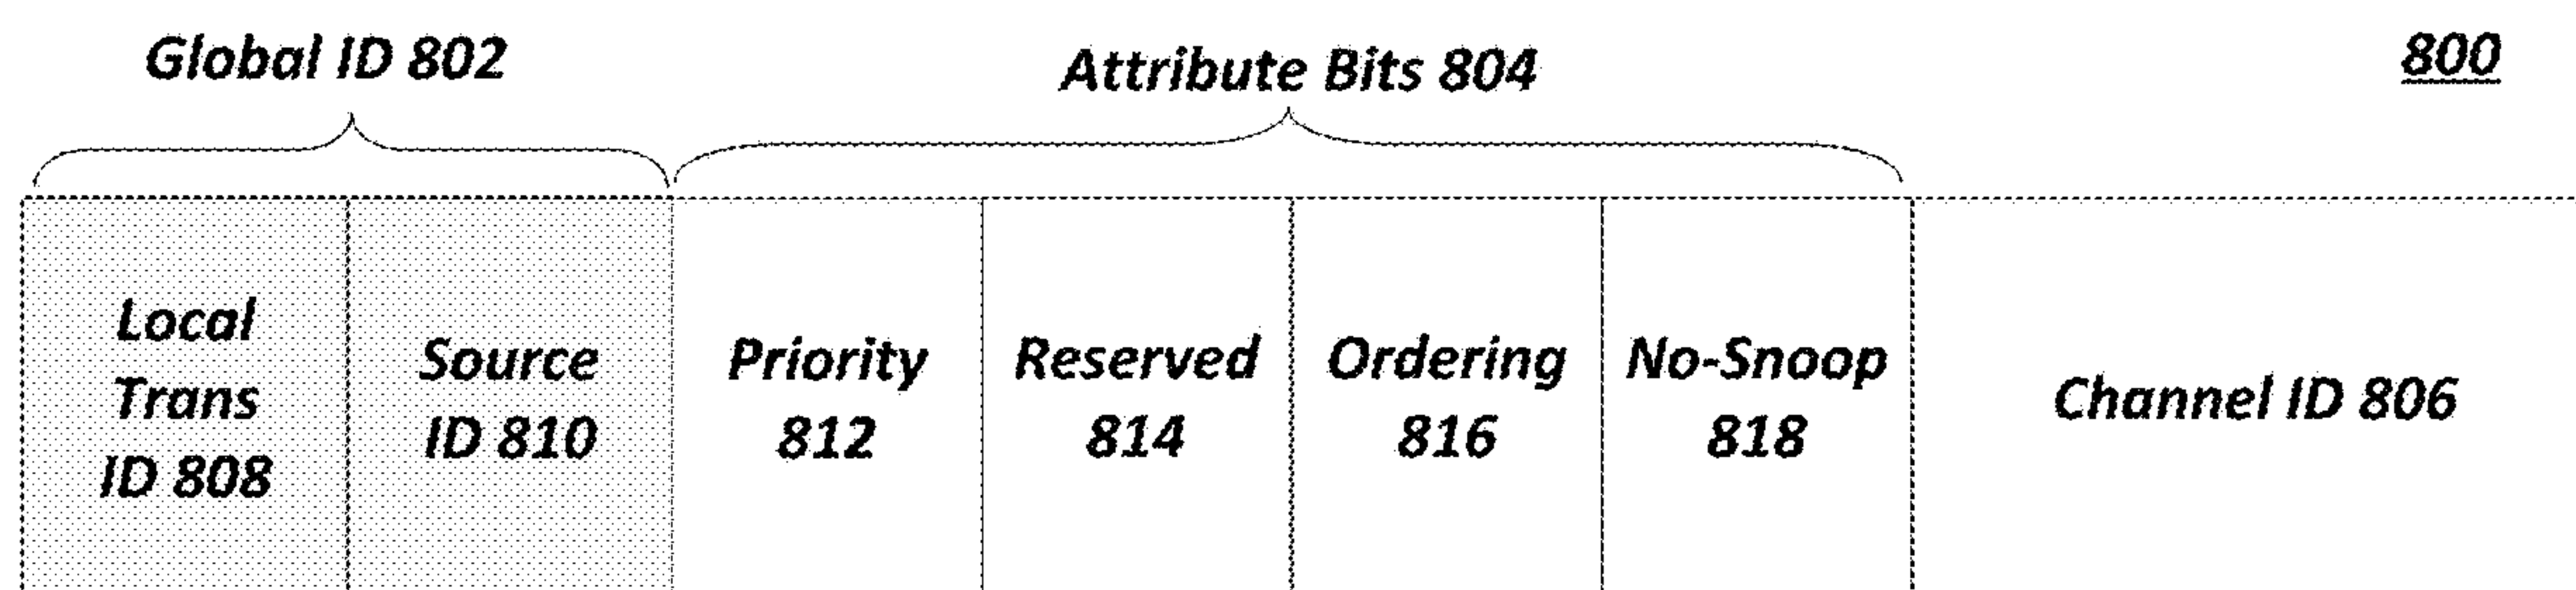 Global ID 802
Attribute Bits 804
800
Local
Trans
ID 808
Source
ID 810
Priority
812
Reserved
814
Ordering
816
No-Snoop
818
Channel ID 806